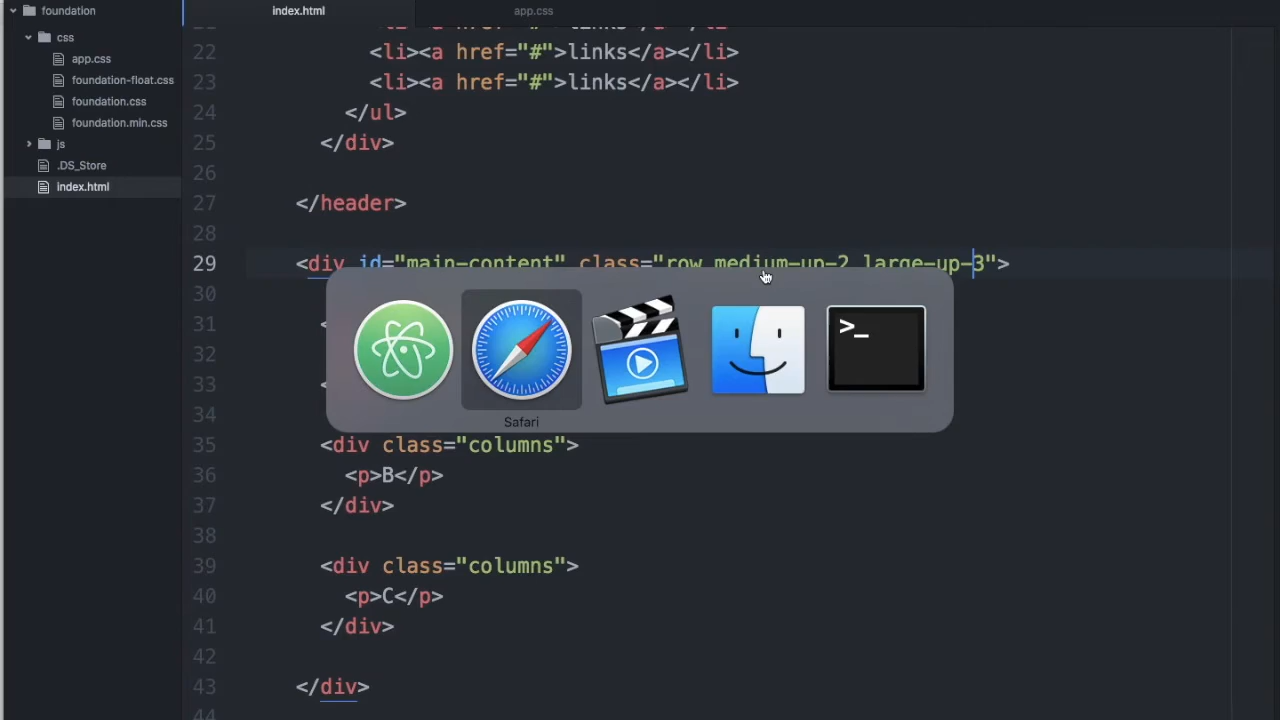 foundation
css
app.css
foundation-float.css
foundation.css
foundation.min.css
js
.DS_Store
index.html
index.html
app.css
22 <li><a href="#">links</a></li>
23 <li><a href="#">links</a></li>
24 </ul>
25 </div>
26
27 </header>
28
29 <div id="main-content" class="row medium-up-2 large-up-3">
30
31 <
32
33 <
34
Safari
35 <div class="columns">
36 <p>B</p>
37 </div>
38
39 <div class="columns">
40 <p>C</p>
41 </div>
42
43 </div>
44